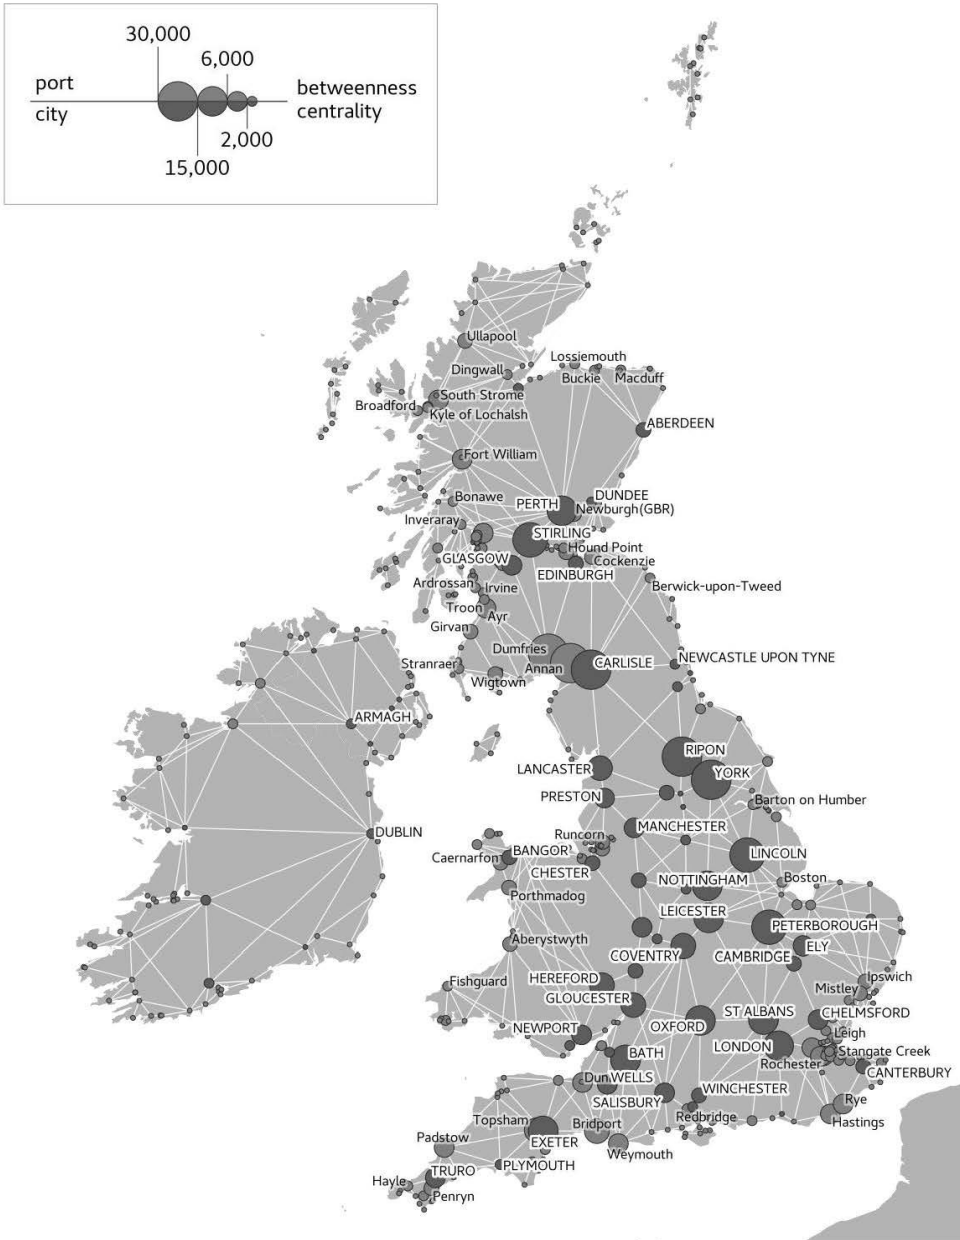 30,000
6,000
port
city
betweenness
centrality
2,000
15,000
Ullapool
Lossiemouth
Dingwall
Buckie
Macduff
South Strome
Broadford
Kyle of Lochalsh
ABERDEEN
Fort William
Bonawe
DUNDEE
PERTH
Newburgh(GBR)
Inveraray
STIRLING
Hound Point
GLASGOW
Cockenzie
EDINBURGH
Ardrossan
Irvine
Berwick-upon-Tweed
Troon
Ayr
Girvan
Dumfries
NEWCASTLE UPON TYNE
Stranraer
Annan
CARLISLE
Wigtown
ARMAGH
RIPON
LANCASTER
YORK
PRESTON
Barton on Humber
MANCHESTER
DUBLIN
Runcorn
BANGOR
LINCOLN
Caernarfon
CHESTER
NOTTINGHAM
Boston
Porthmadog
LEICESTER
PETERBOROUGH
Aberystwyth
ELY
COVENTRY
CAMBRIDGE
Fishguard
HEREFORD
Ipswich
Mistley
GLOUCESTER
ST ALBANS
CHELMSFORD
NEWPORT
OXFORD
Leigh
LONDON
BATH
Stangate Creek
Rochester
CANTERBURY
Dun
WELLS
WINCHESTER
SALISBURY
Rye
Topsham
Bridport
Redbridge
Hastings
Padstow
EXETER
Weymouth
PLYMOUTH
TRURO
Hayle
Penryn